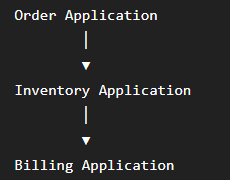 Order Application
│
▼
Inventory Application
│
▼
Billing Application